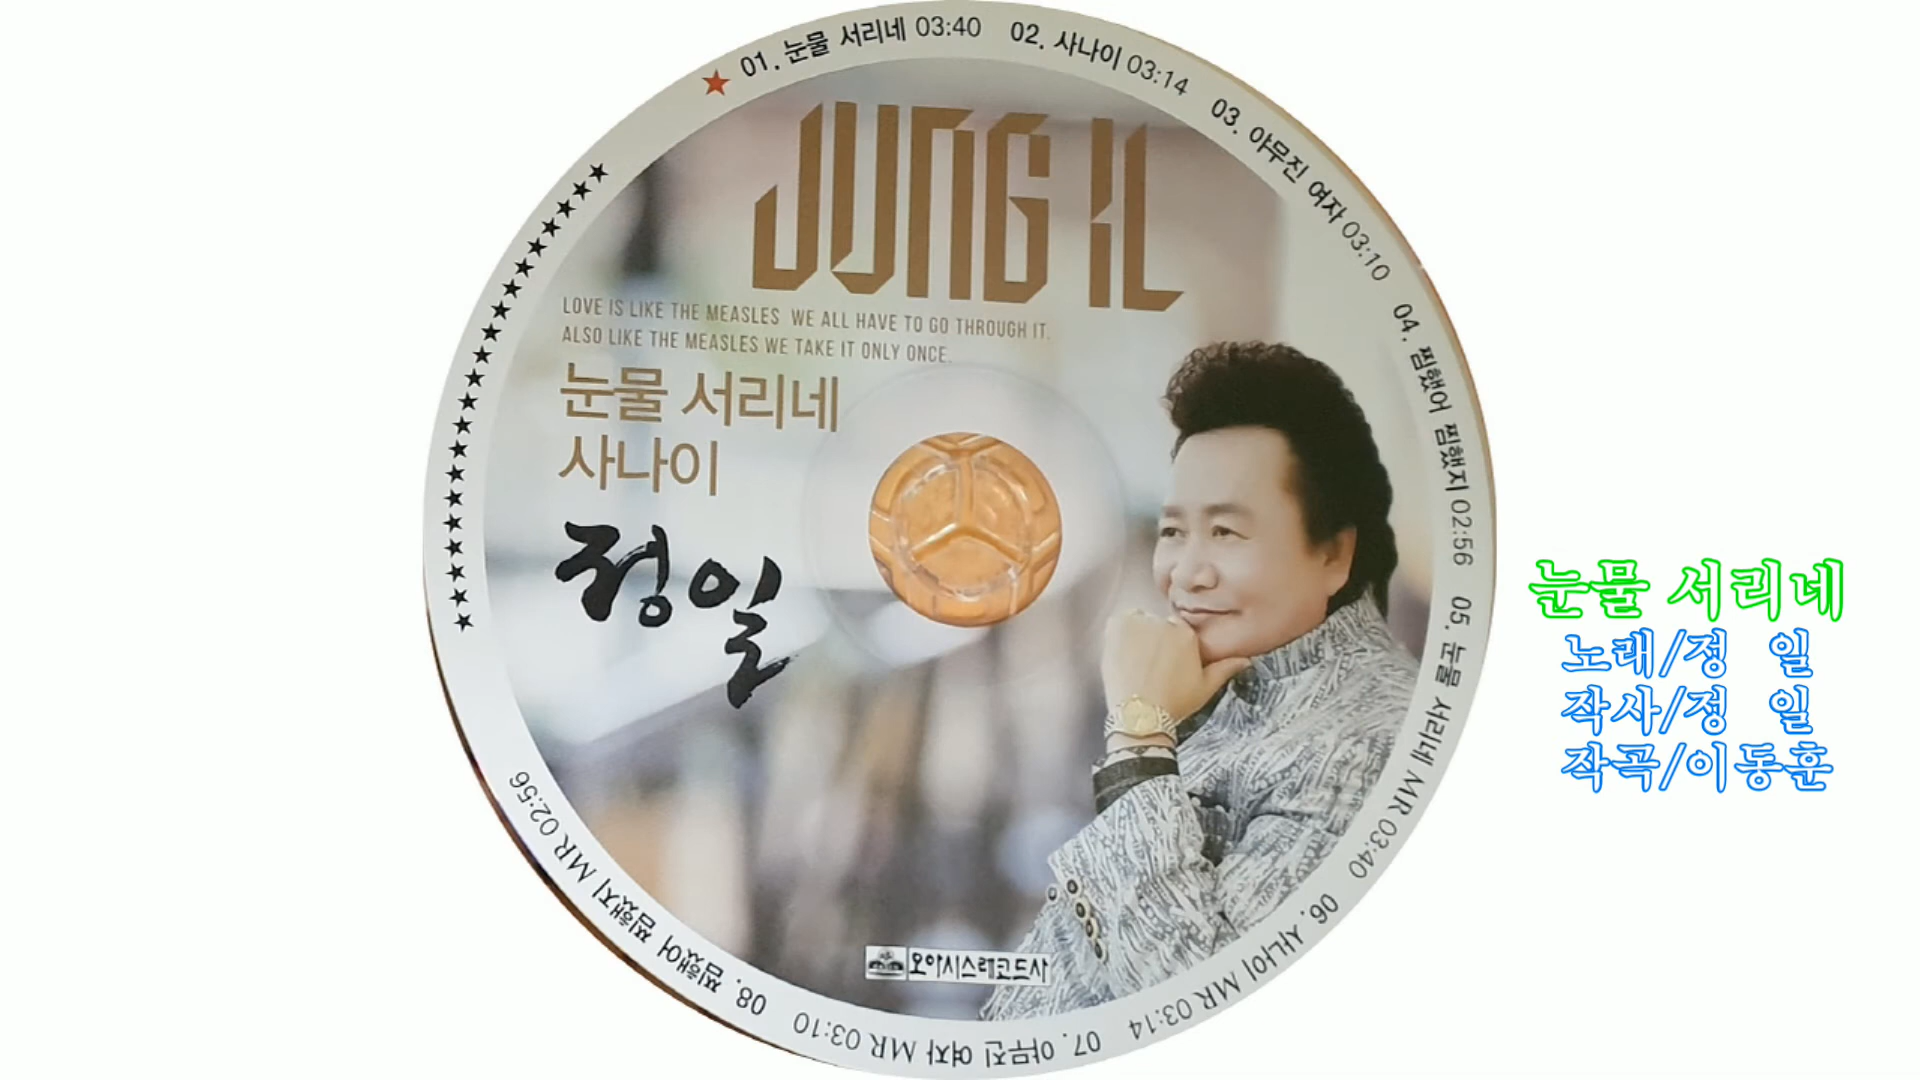 ★ 01. 눈물 서리네 03:40
02. 사나이 03:14
03. 야무진 여자 03:10
04. 찜했어 찜했지 02:56
05. 눈물 서리네 MR 03:40
06. 사나이 MR 03:14
07. 야무진 여자 MR 03:10
08. 찜했어 찜했지 MR 02:56
JUNG IL
LOVE IS LIKE THE MEASLES WE ALL HAVE TO GO THROUGH IT.
ALSO LIKE THE MEASLES WE TAKE IT ONLY ONCE.
눈물 서리네
사나이
정일
오아시스레코드사
눈물 서리네
노래/정 일
작사/정 일
작곡/이동훈